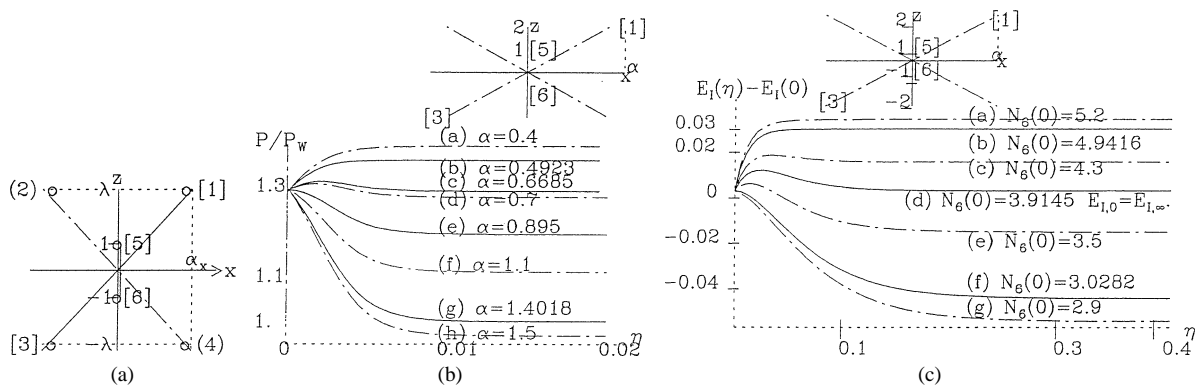 z
(2)
λ
[1]
1
[5]
α
x
x
-1
[6]
[3]
-λ
(4)
(a)
2 z
[1]
1 [5]
α
x
[6]
[3]
P/P_W
(a) α=0.4
1.3
(b) α=0.4923
(c) α=0.6685
(d) α=0.7
(e) α=0.895
1.1
(f) α=1.1
(g) α=1.4018
1.
(h) α=1.5
0
0.01
η
0.02
(b)
2 z
[1]
1 [5]
α
x
-1 [6]
[3]
-2
E_I(η)-E_I(0)
(a) N_6(0)=5.2
0.03
(b) N_6(0)=4.9416
0.02
(c) N_6(0)=4.3
0
(d) N_6(0)=3.9145 E_{I,0}=E_{I,∞}.
-0.02
(e) N_6(0)=3.5
(f) N_6(0)=3.0282
-0.04
(g) N_6(0)=2.9
0.1
0.3
0.4
η
(c)